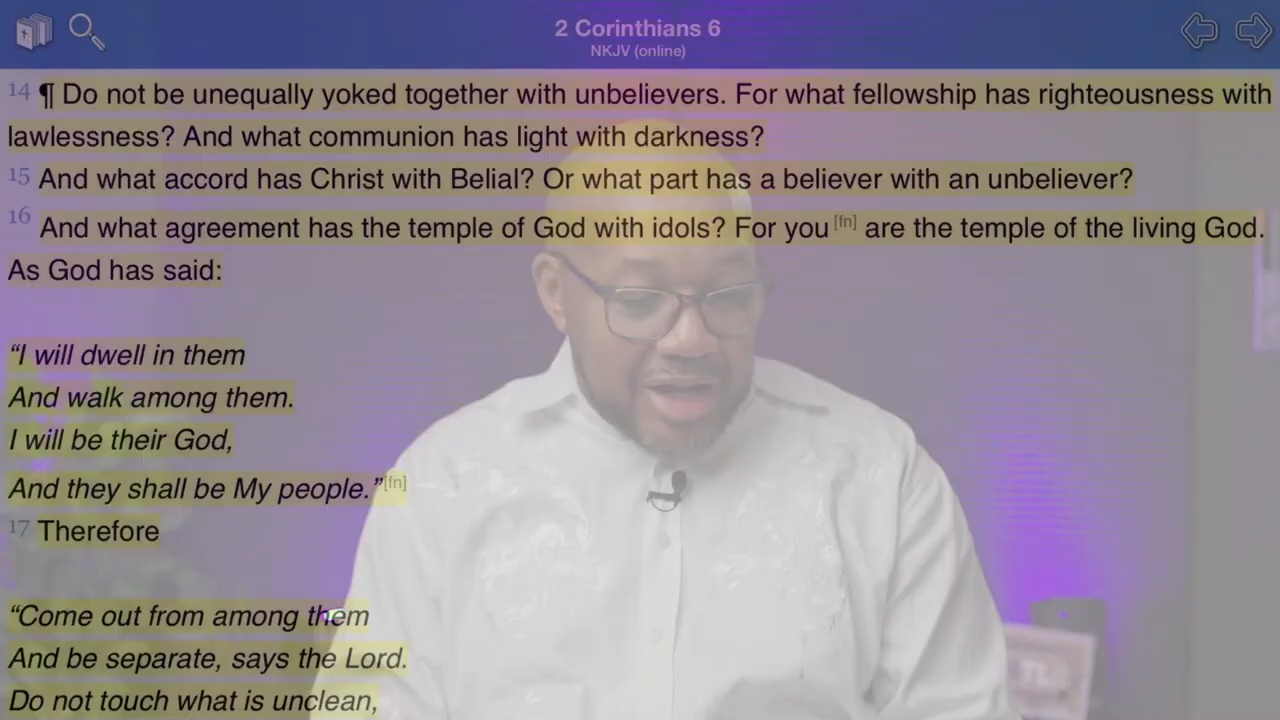 2 Corinthians 6
NKJV (online)
14 ¶ Do not be unequally yoked together with unbelievers. For what fellowship has righteousness with
lawlessness? And what communion has light with darkness?
15 And what accord has Christ with Belial? Or what part has a believer with an unbeliever?
16 And what agreement has the temple of God with idols? For you [fn] are the temple of the living God.
As God has said:
“I will dwell in them
And walk among them.
I will be their God,
And they shall be My people.”[fn]
17 Therefore
“Come out from among them
And be separate, says the Lord.
Do not touch what is unclean,